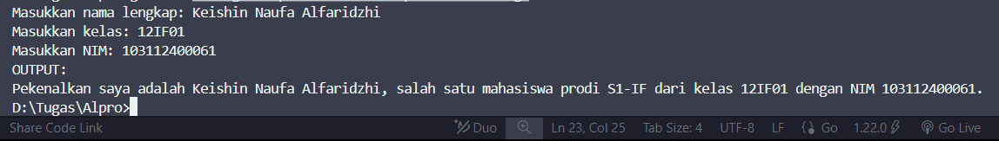 Masukkan nama lengkap: Keishin Naufa Alfaridzhi
Masukkan kelas: 12IF01
Masukkan NIM: 103112400061
OUTPUT:
Pekenalkan saya adalah Keishin Naufa Alfaridzhi, salah satu mahasiswa prodi S1-IF dari kelas 12IF01 dengan NIM 103112400061.
D:\Tugas\Alpro>
Share Code Link Duo Ln 23, Col 25 Tab Size: 4 UTF-8 LF Go 1.22.0 Go Live